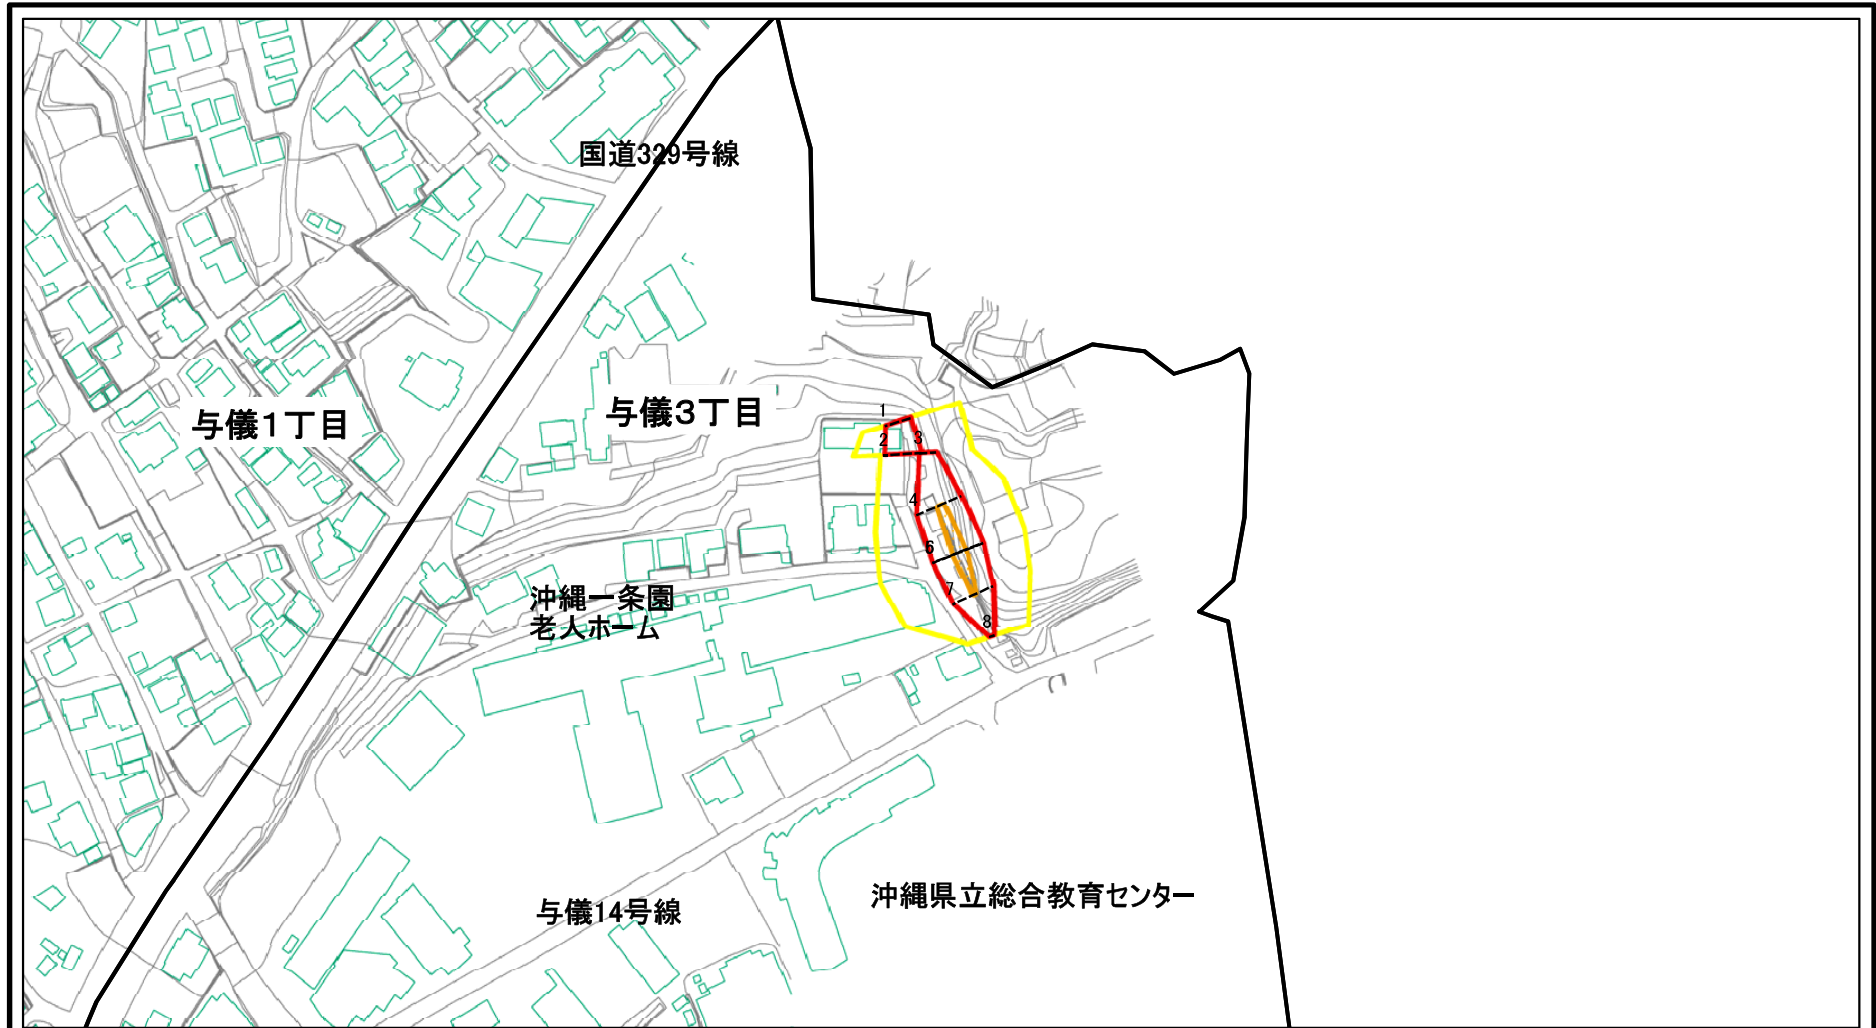 国道329号線
与儀1丁目
与儀3丁目
1
2
3
4
6
7
8
沖縄一条園
老人ホーム
沖縄県立総合教育センター
与儀14号線